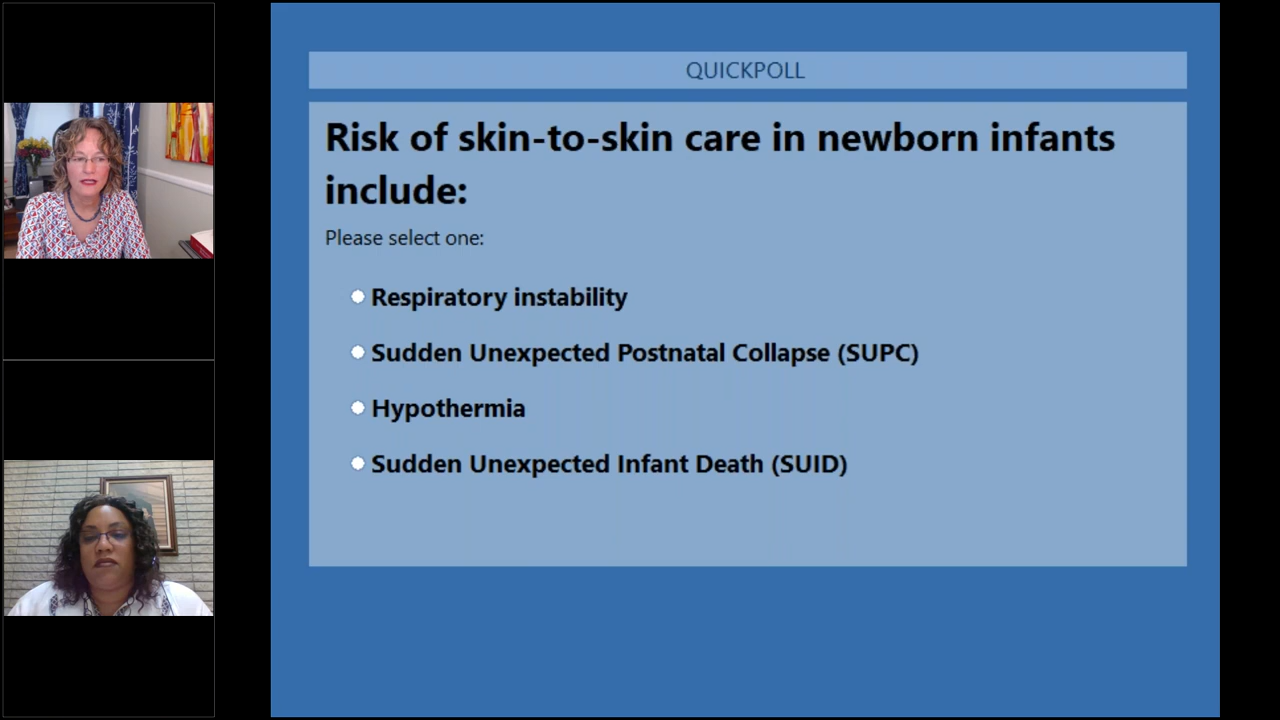 QUICKPOLL
Risk of skin-to-skin care in newborn infants
include:
Please select one:
Respiratory instability
Sudden Unexpected Postnatal Collapse (SUPC)
Hypothermia
Sudden Unexpected Infant Death (SUID)